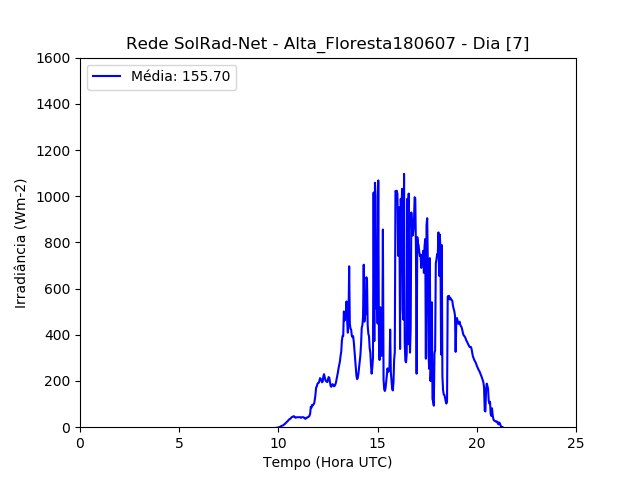 Rede SolRad-Net - Alta_Floresta180607 - Dia [7]
Média: 155.70
Irradiância (Wm-2)
1600
1400
1200
1000
800
600
400
200
0
0 5 10 15 20 25
Tempo (Hora UTC)